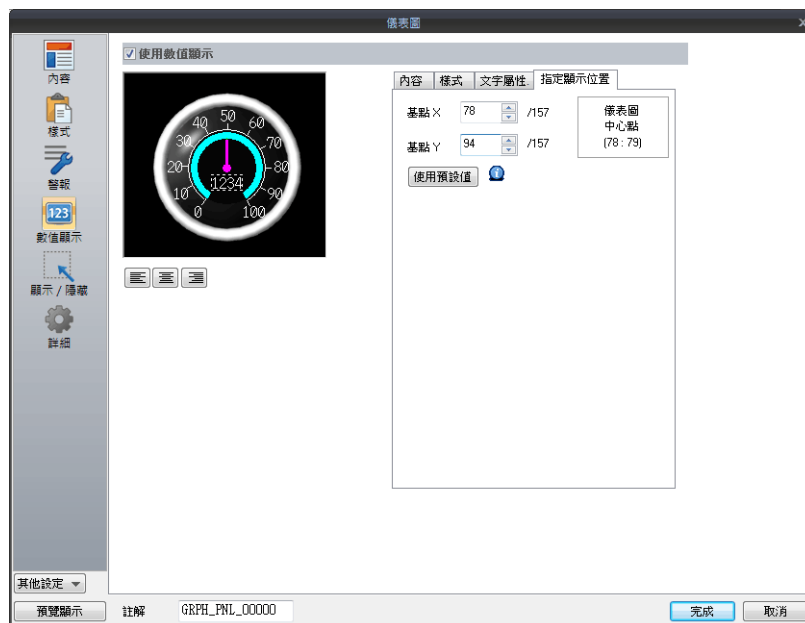 儀表圖
內容
樣式
警報
123
數值顯示
顯示 / 隱藏
詳細
其他設定
預覽顯示
使用數值顯示
0
10
20
30
40
50
60
70
80
90
100
1234
內容 樣式 文字屬性 指定顯示位置
基點 X 78 /157
基點 Y 94 /157
使用預設值
儀表圖
中心點
(78 : 79)
註解 GRPH_PNL_00000
完成 取消